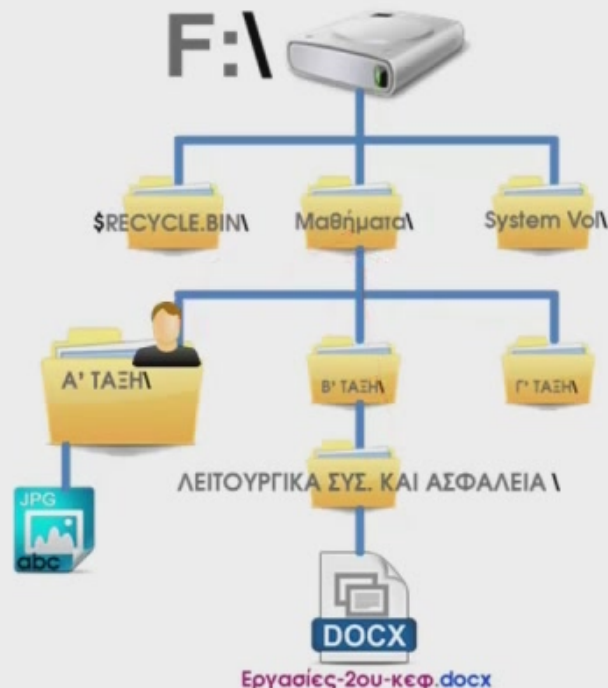 F:\
$RECYCLE.BIN\ Μαθήματα\ System Vol\
Α' ΤΑΞΗ\ Β' ΤΑΞΗ\ Γ' ΤΑΞΗ\
ΛΕΙΤΟΥΡΓΙΚΑ ΣΥΣ. ΚΑΙ ΑΣΦΑΛΕΙΑ \
JPG
abc
DOCX
Εργασίες-2ου-κεφ.docx